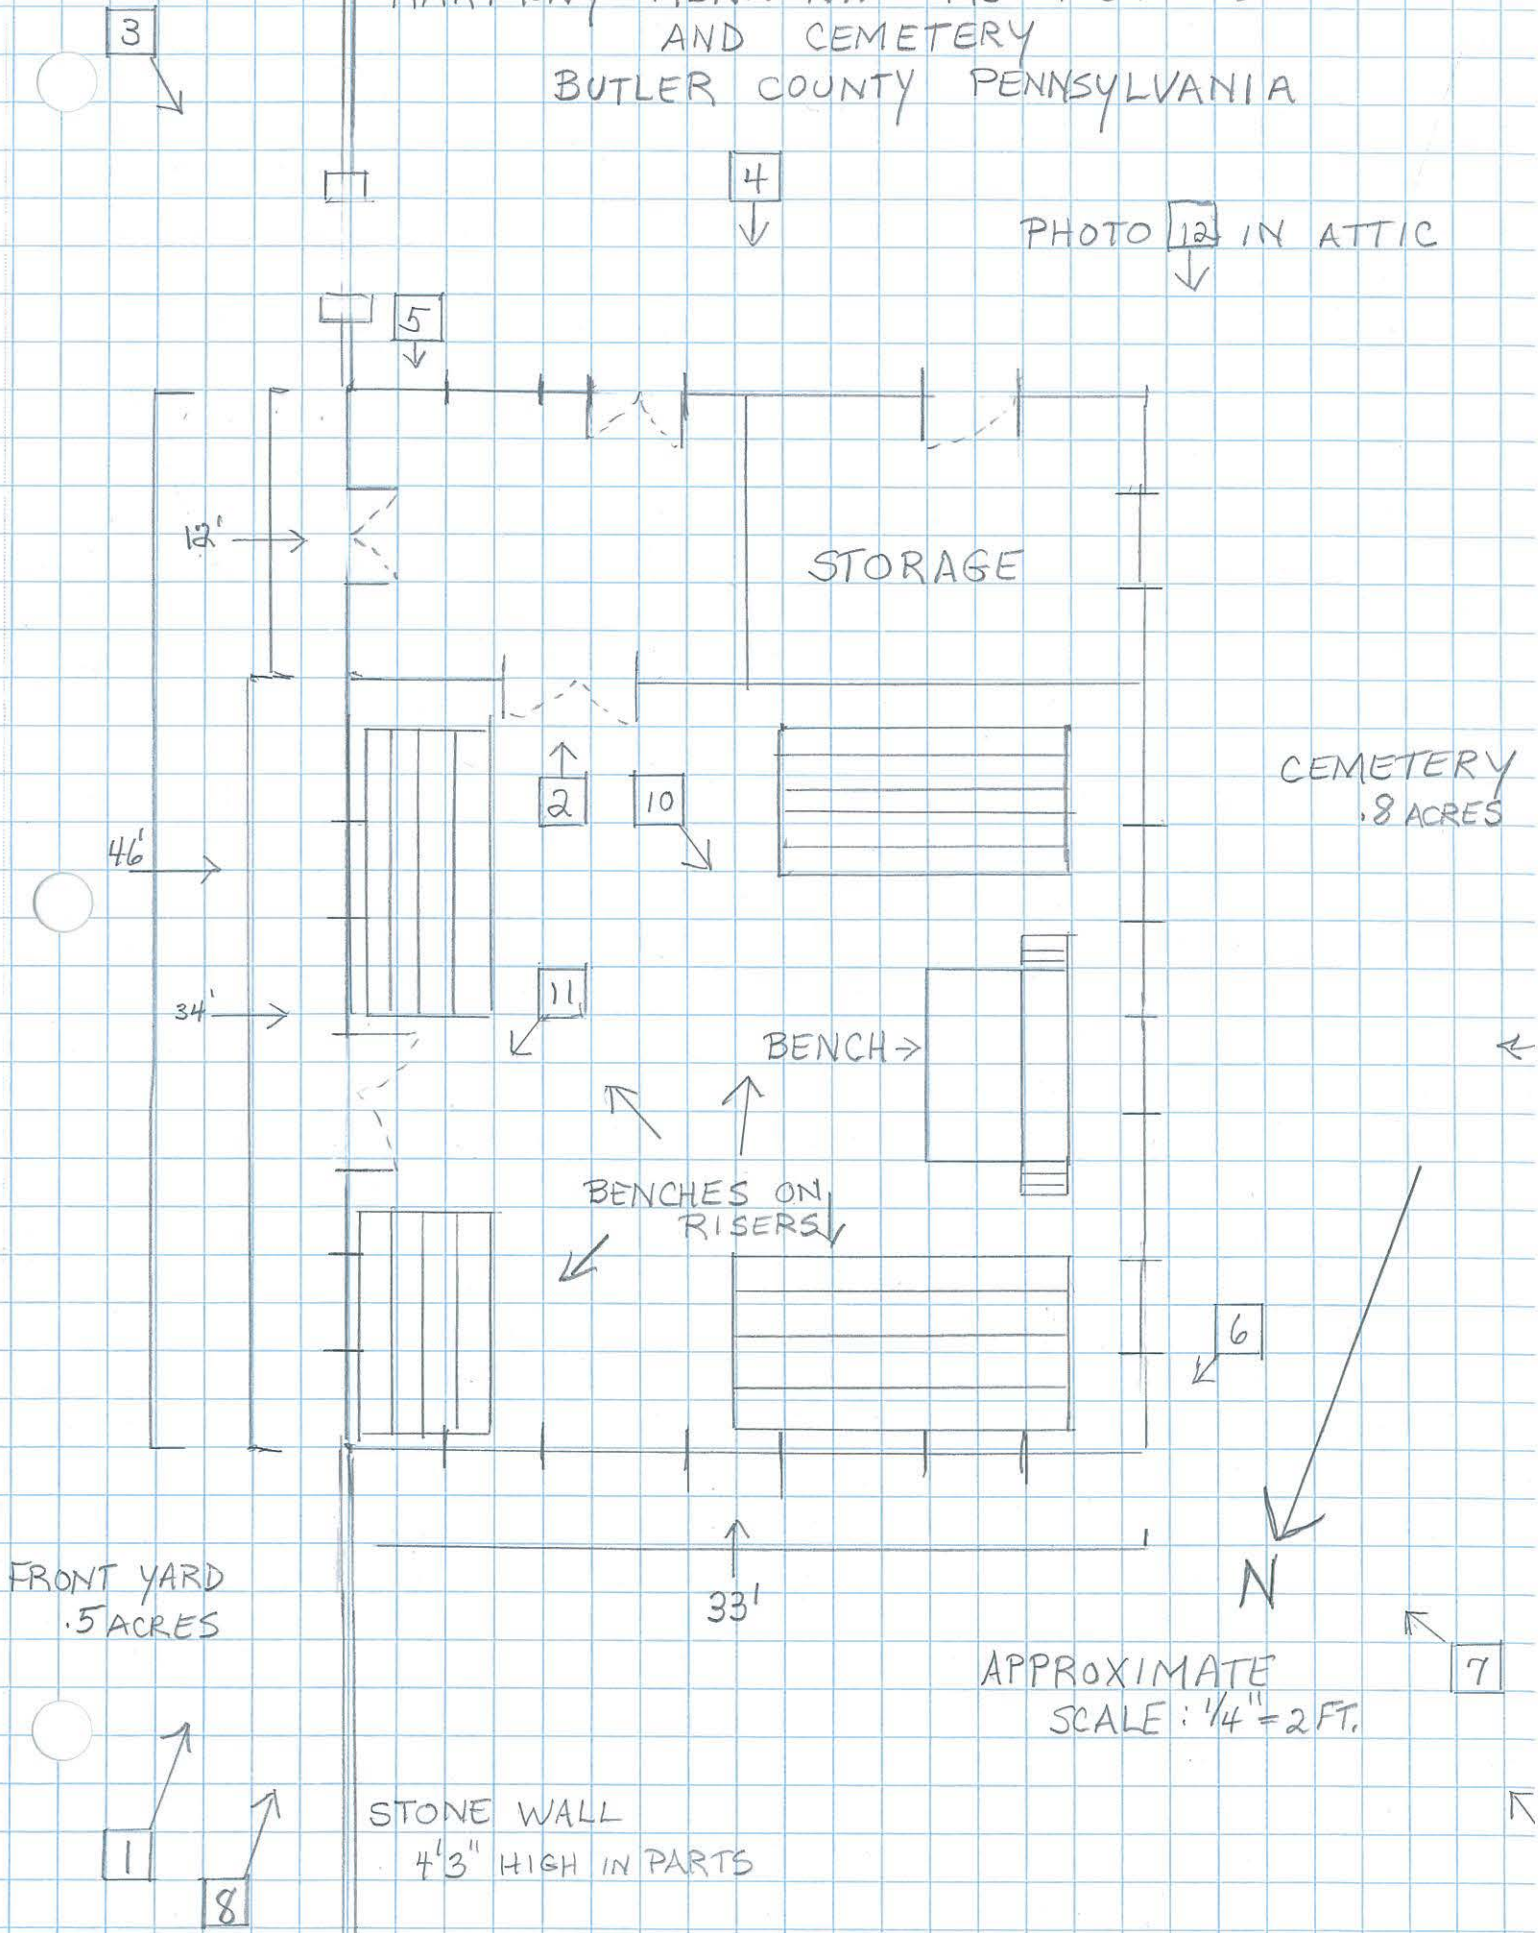 AND CEMETERY
BUTLER COUNTY PENNSYLVANIA
3
4
PHOTO 12 IN ATTIC
5
12'
STORAGE
2
10
CEMETERY
.8 ACRES
46'
11
34'
BENCH
BENCHES ON
RISERS
6
N
FRONT YARD
.5 ACRES
33'
7
APPROXIMATE
SCALE: 1/4" = 2 FT.
1
8
STONE WALL
4'3" HIGH IN PARTS